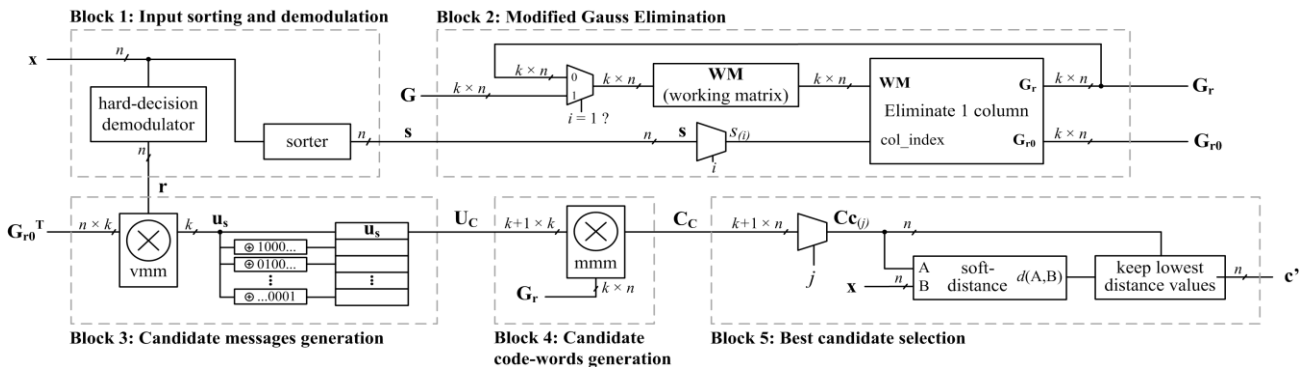 Block 1: Input sorting and demodulation
x
n
hard-decision
demodulator
n
r
sorter
n
s
Block 2: Modified Gauss Elimination
G
k × n
k × n
0
1
i = 1 ?
k × n
WM
(working matrix)
k × n
n
s
s(i)
i
WM
Eliminate 1 column
col_index
Gr
Gr0
k × n
Gr
k × n
Gr0
Gr0T
n × k
vmm
k
us
⊕ 1000...
⊕ 0100...
⋮
⊕ ...0001
us
⋮
UC
Block 3: Candidate messages generation
k+1 × k
mmm
Gr
k × n
CC
Block 4: Candidate
code-words generation
k+1 × n
j
Cc(j)
n
x
n
A
B
soft-
distance
d(A,B)
keep lowest
distance values
n
c'
Block 5: Best candidate selection